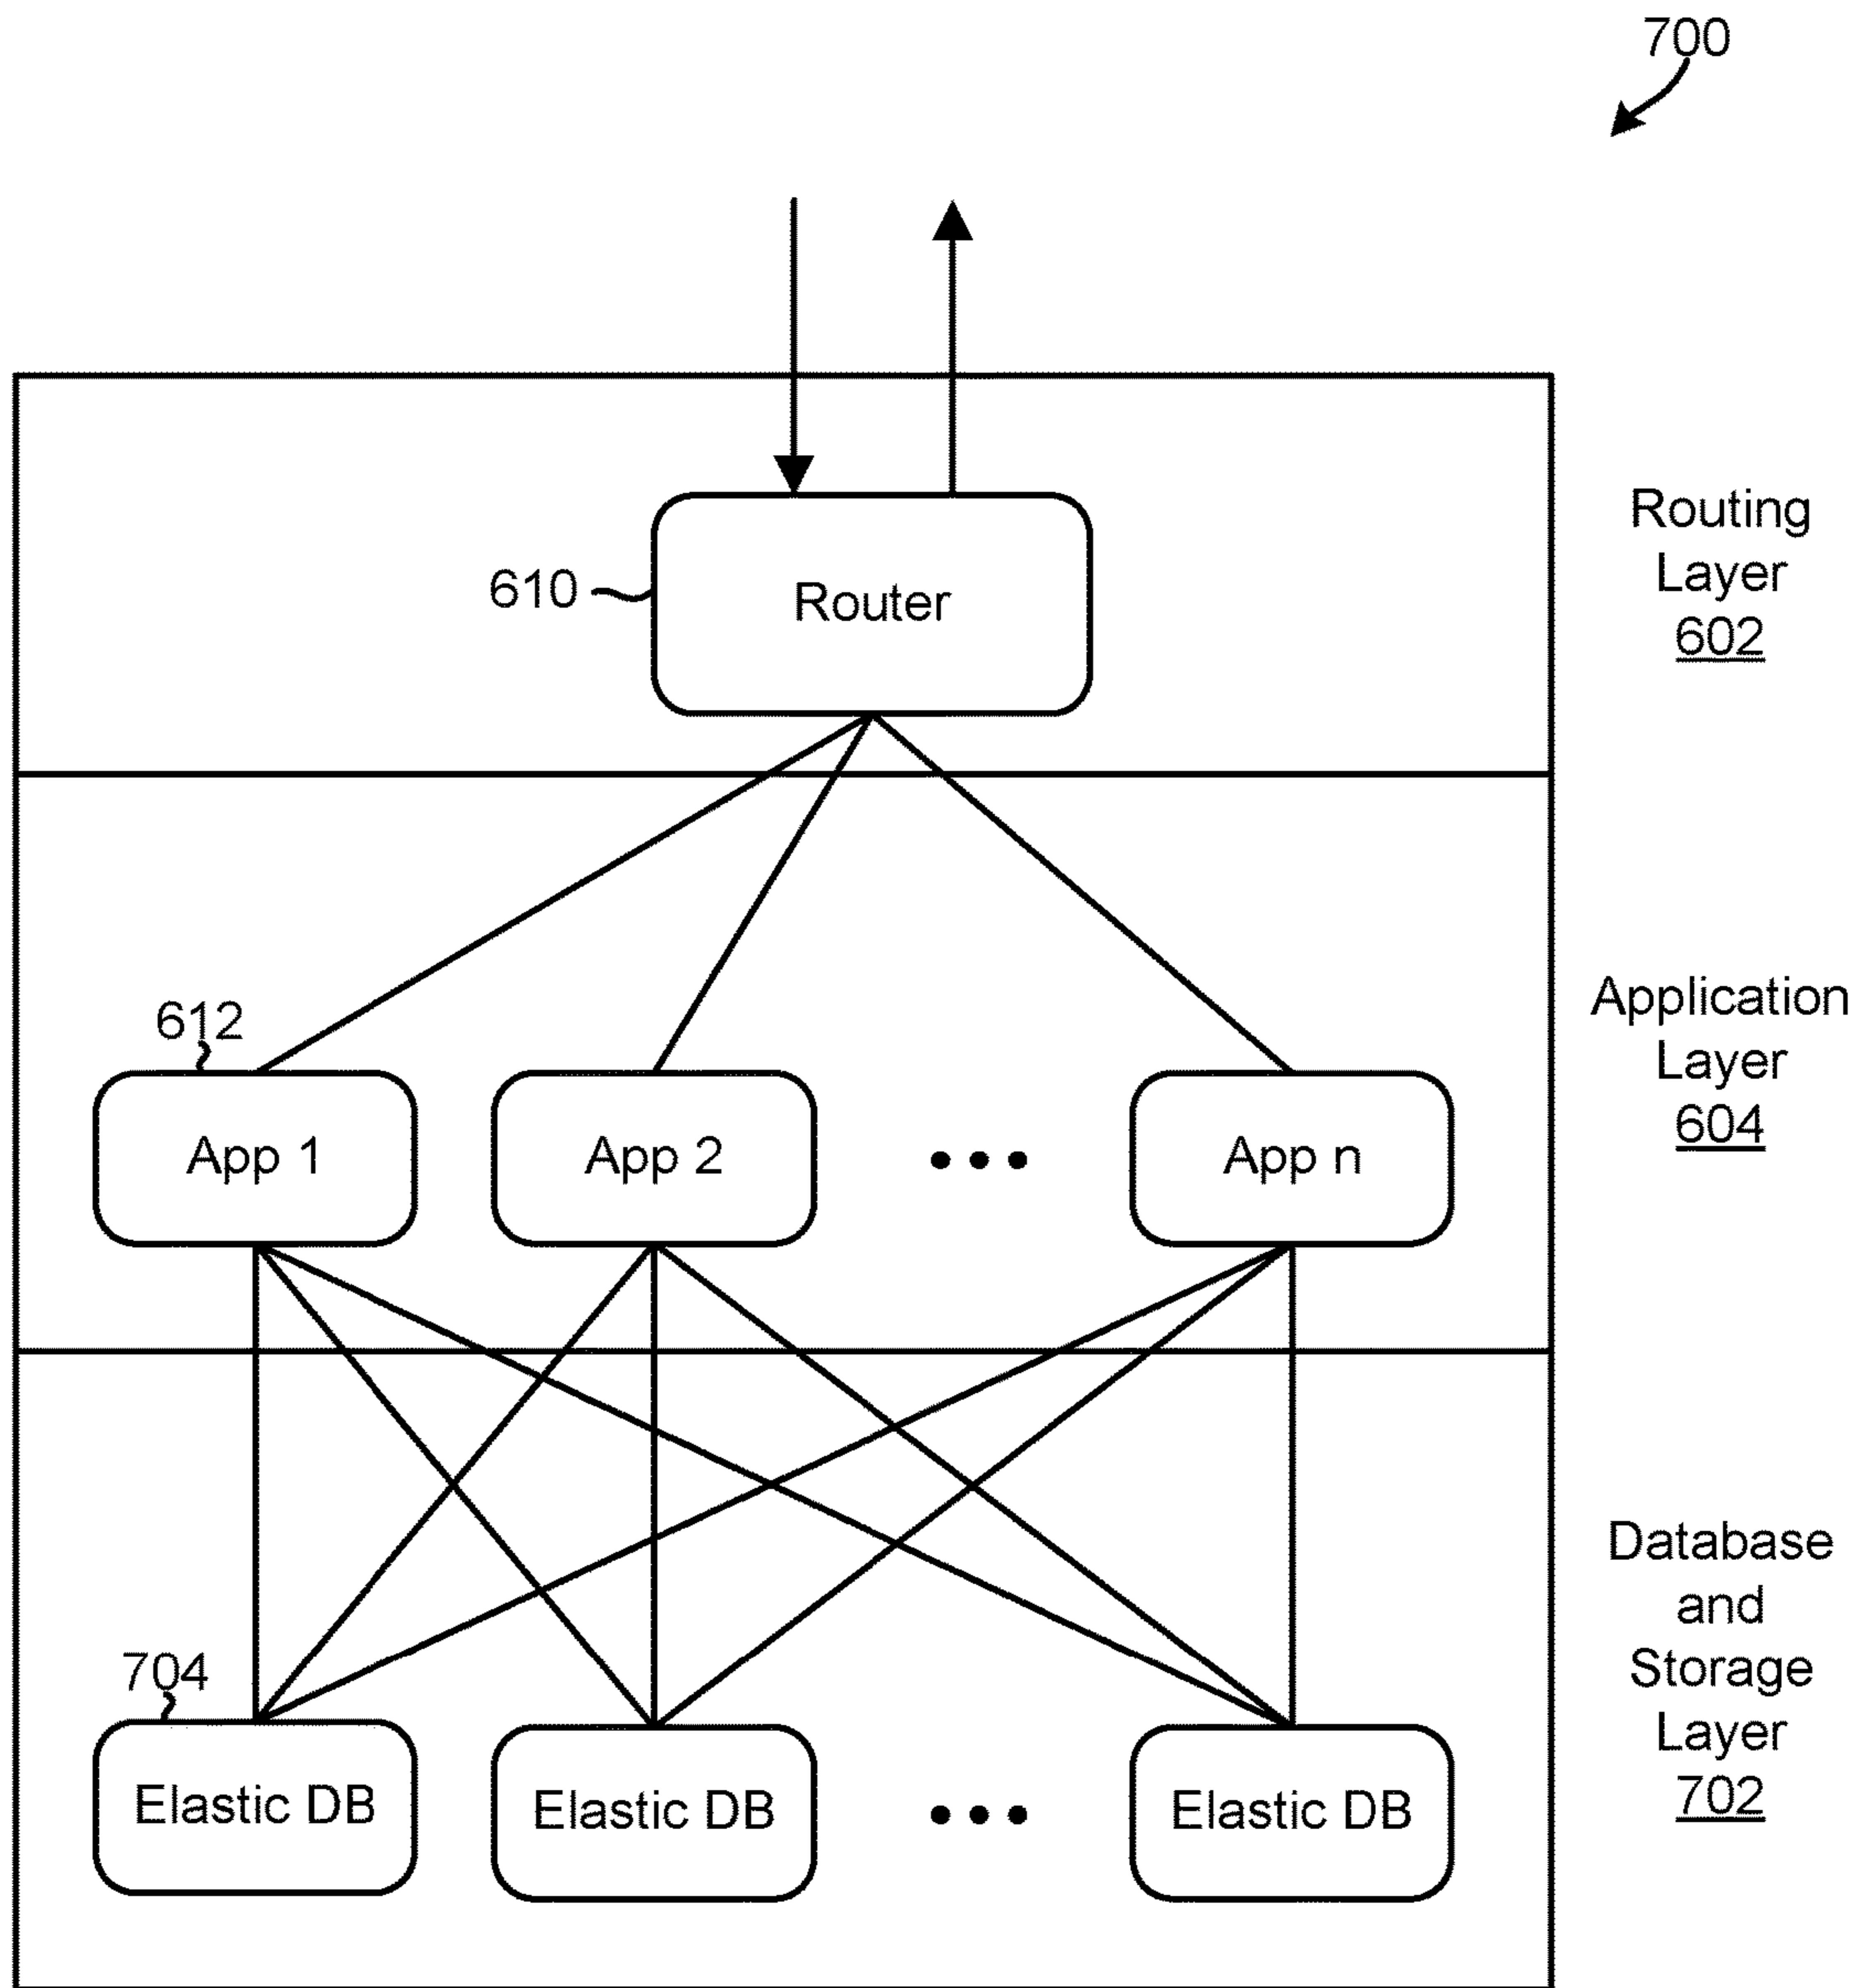 700
Router
610
Routing
Layer
602
612
App 1
App 2
App n
Application
Layer
604
704
Elastic DB
Elastic DB
Elastic DB
Database
and
Storage
Layer
702